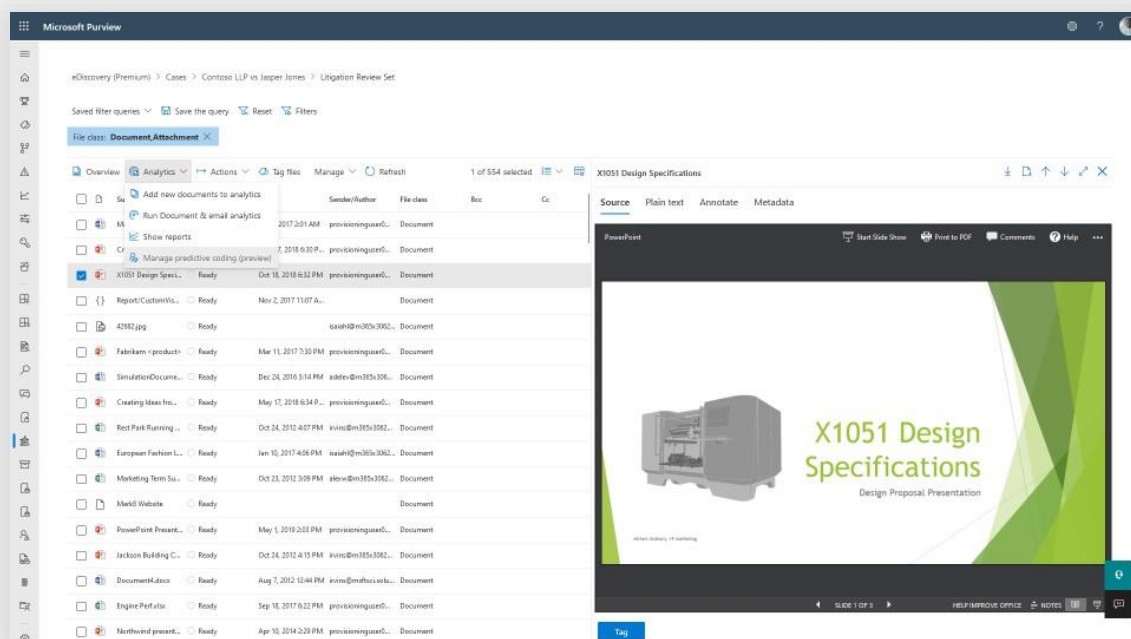 Microsoft Purview
eDiscovery (Premium) > Cases > Contoso LLP vs Jasper Jones > Litigation Review Set
Saved filter queries Save the query Reset Filters
File class: Document,Attachment
Overview Analytics Actions Tag files Manage Refresh 1 of 554 selected
Add new documents to analytics
Run Document & email analytics
Show reports
Manage predictive coding (preview)
Sender/Author File class Bcc Cc
2017 2:01 AM provisioninguser0... Document
7, 2018 6:30 P... provisioninguser0... Document
X1051 Design Speci... Ready Oct 18, 2018 6:32 PM provisioninguser0... Document
Report/CustomVis... Ready Nov 2, 2017 11:07 A... Document
42682.jpg Ready isaiahl@m365x3062... Document
Fabrikam <product> Ready Mar 11, 2017 7:30 PM provisioninguser0... Document
SimulationDocume... Ready Dec 24, 2016 3:14 PM adelev@m365x306... Document
Creating Ideas fro... Ready May 17, 2018 6:34 P... provisioninguser0... Document
Rest Park Running ... Ready Oct 24, 2012 4:07 PM irvins@m365x3062... Document
European Fashion L... Ready Jan 10, 2017 4:06 PM isaiahl@m365x3062... Document
Marketing Term Su... Ready Oct 23, 2012 3:09 PM alexw@m365x3062... Document
Mark8 Website Ready Document
PowerPoint Present... Ready May 1, 2019 2:03 PM provisioninguser0... Document
Jackson Building C... Ready Oct 24, 2012 4:15 PM irvins@m365x3062... Document
Document4.docx Ready Aug 7, 2012 12:44 PM Document
Engine Perf.xlsx Ready Sep 18, 2017 6:22 PM provisioninguser0... Document
Northwind present... Ready Apr 10, 2014 2:29 PM provisioninguser0... Document
X1051 Design Specifications
Source Plain text Annotate Metadata
PowerPoint Start Slide Show Print to PDF Comments Help
X1051 Design
Specifications
Design Proposal Presentation
SLIDE 1 OF 3 HELP IMPROVE OFFICE NOTES
Tag